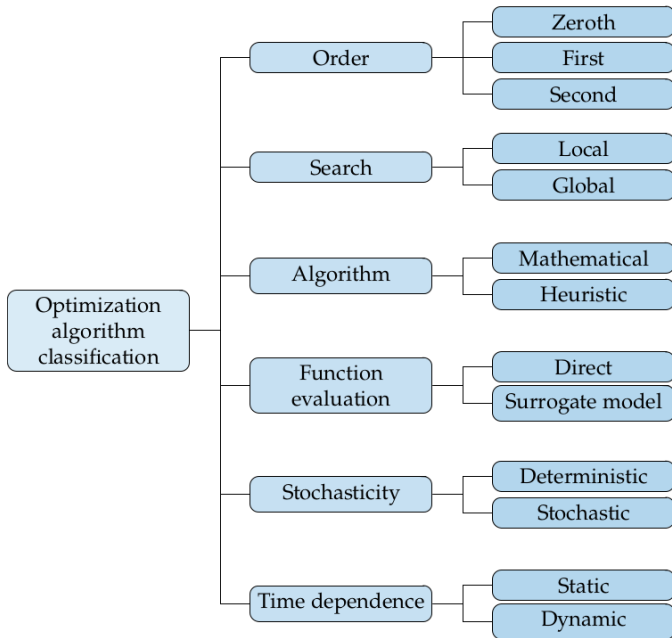 Optimization
algorithm
classification
Order
Zeroth
First
Second
Search
Local
Global
Algorithm
Mathematical
Heuristic
Function
evaluation
Direct
Surrogate model
Stochasticity
Deterministic
Stochastic
Time dependence
Static
Dynamic